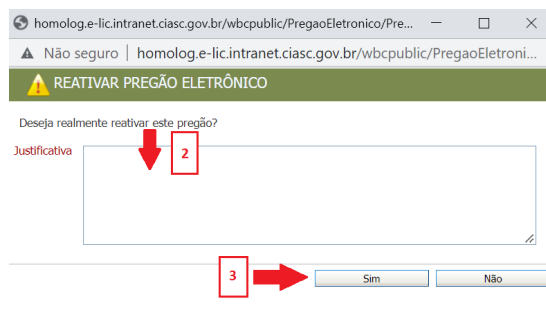 homolog.e-lic.intranet.ciasc.gov.br/wbcpublic/PregaoEletronico/Pre...
Não seguro | homolog.e-lic.intranet.ciasc.gov.br/wbcpublic/PregaoEletroni...
REATIVAR PREGÃO ELETRÔNICO
Deseja realmente reativar este pregão?
Justificativa
2
3
Sim
Não